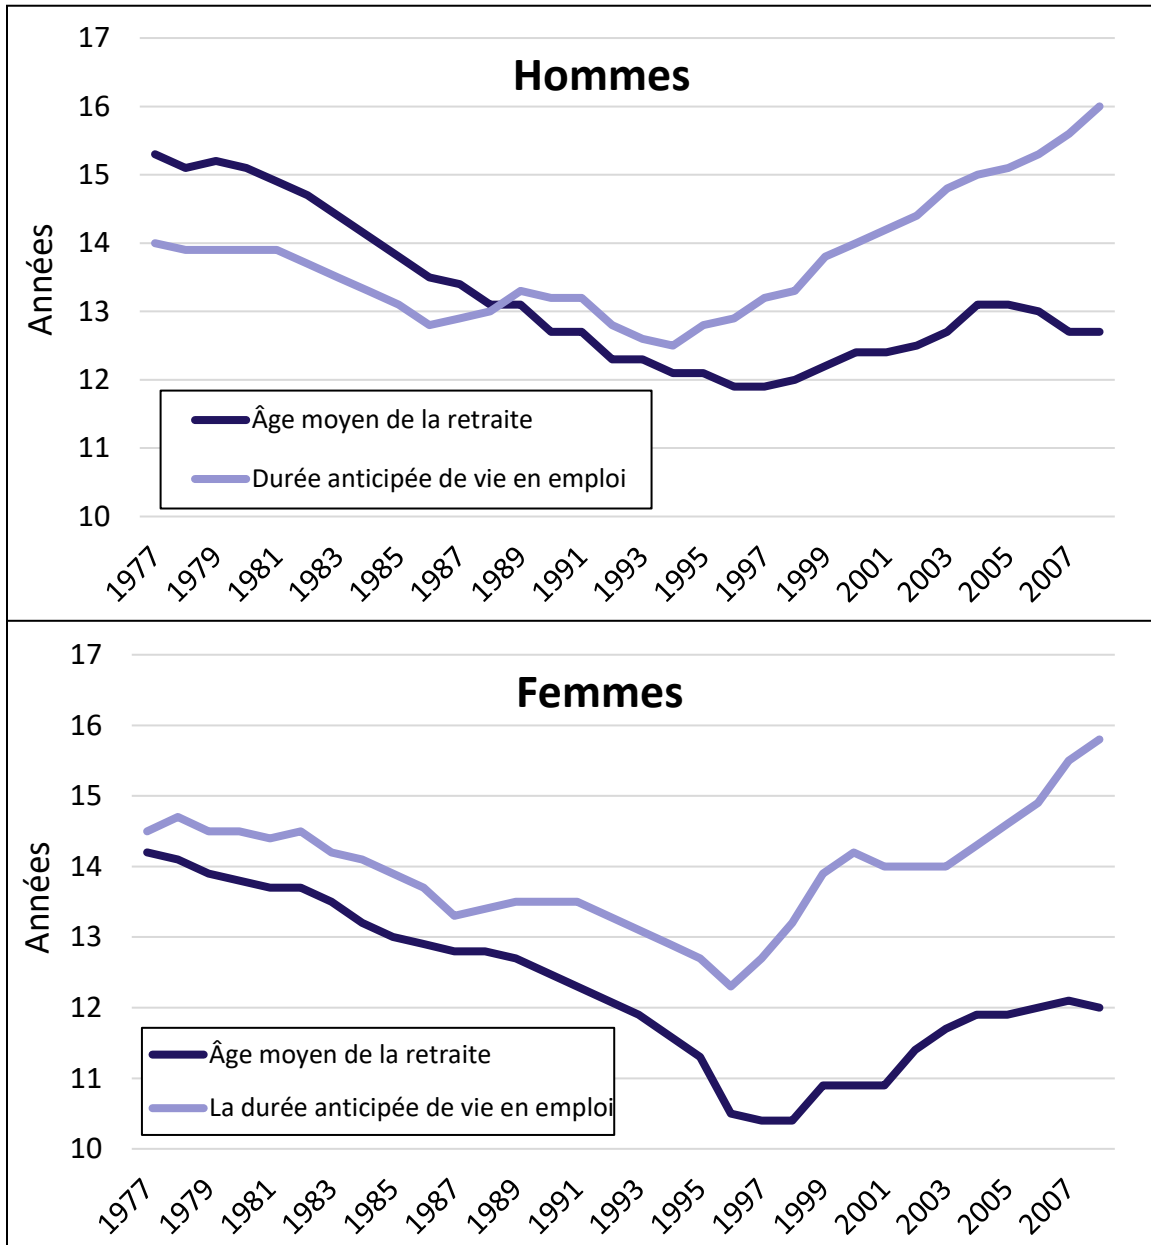 Hommes
Années
17
16
15
14
13
12
11
10
Âge moyen de la retraite
Durée anticipée de vie en emploi
1977 1979 1981 1983 1985 1987 1989 1991 1993 1995 1997 1999 2001 2003 2005 2007
Femmes
Années
17
16
15
14
13
12
11
10
Âge moyen de la retraite
La durée anticipée de vie en emploi
1977 1979 1981 1983 1985 1987 1989 1991 1993 1995 1997 1999 2001 2003 2005 2007